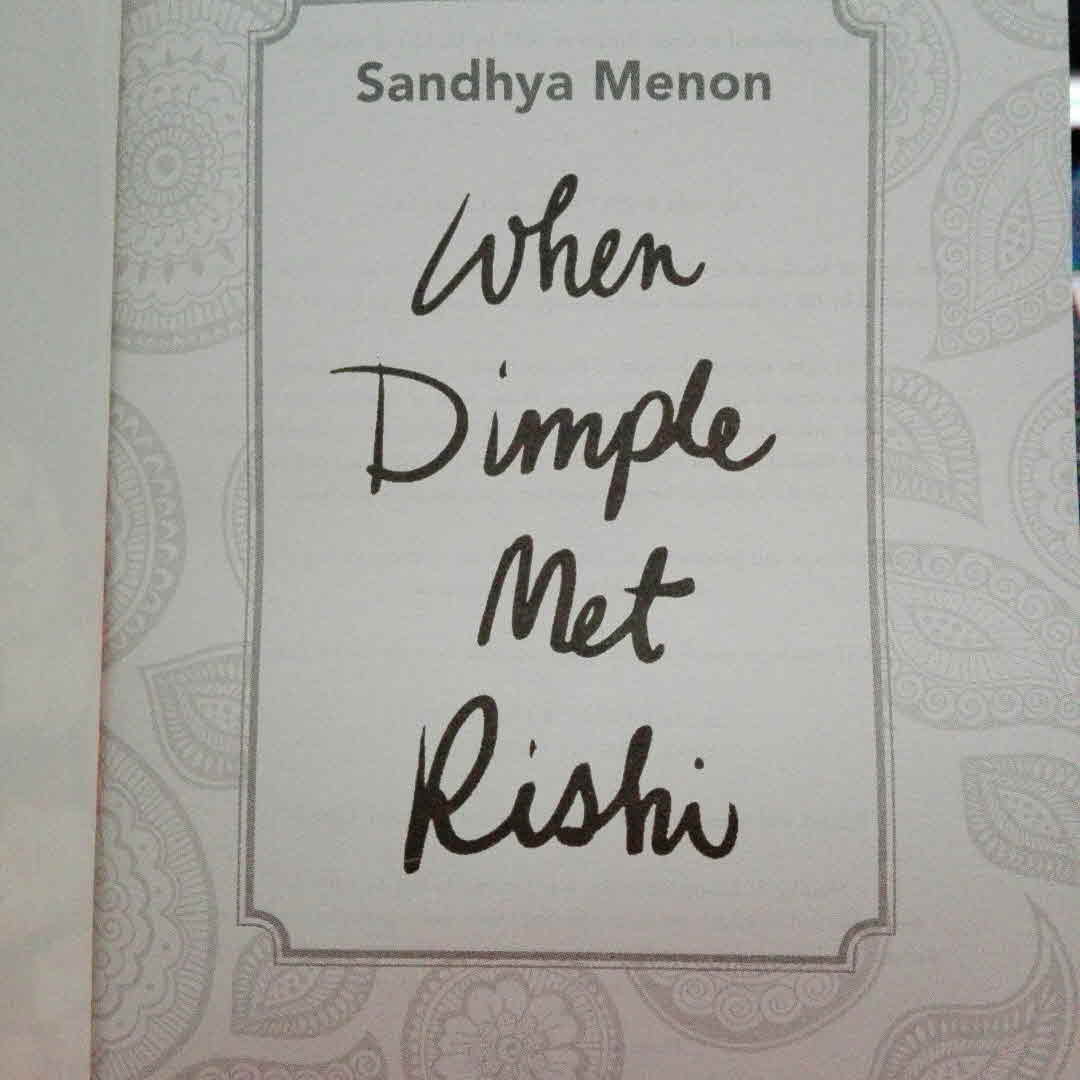 Sandhya Menon
When
Dimple
Met
Rishi